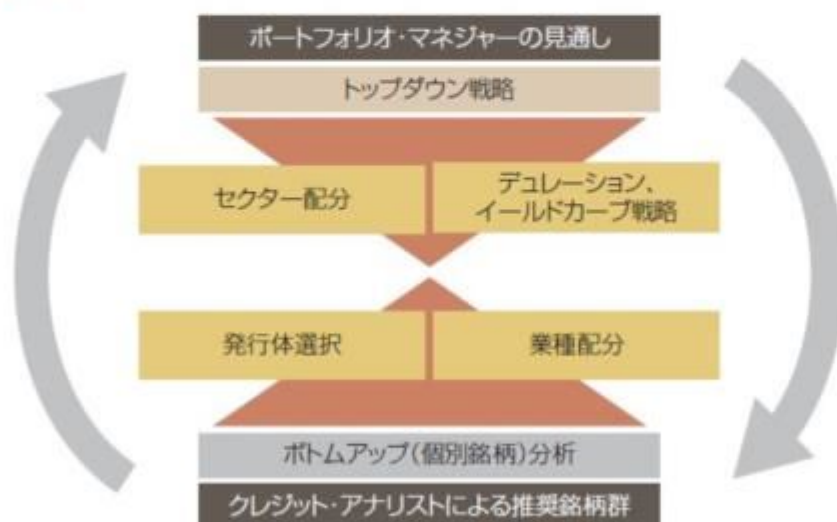 ポートフォリオ・マネジャーの見通し
トップダウン戦略
セクター配分
デュレーション、
イールドカーブ戦略
発行体選択
業種配分
ボトムアップ(個別銘柄)分析
クレジット・アナリストによる推奨銘柄群